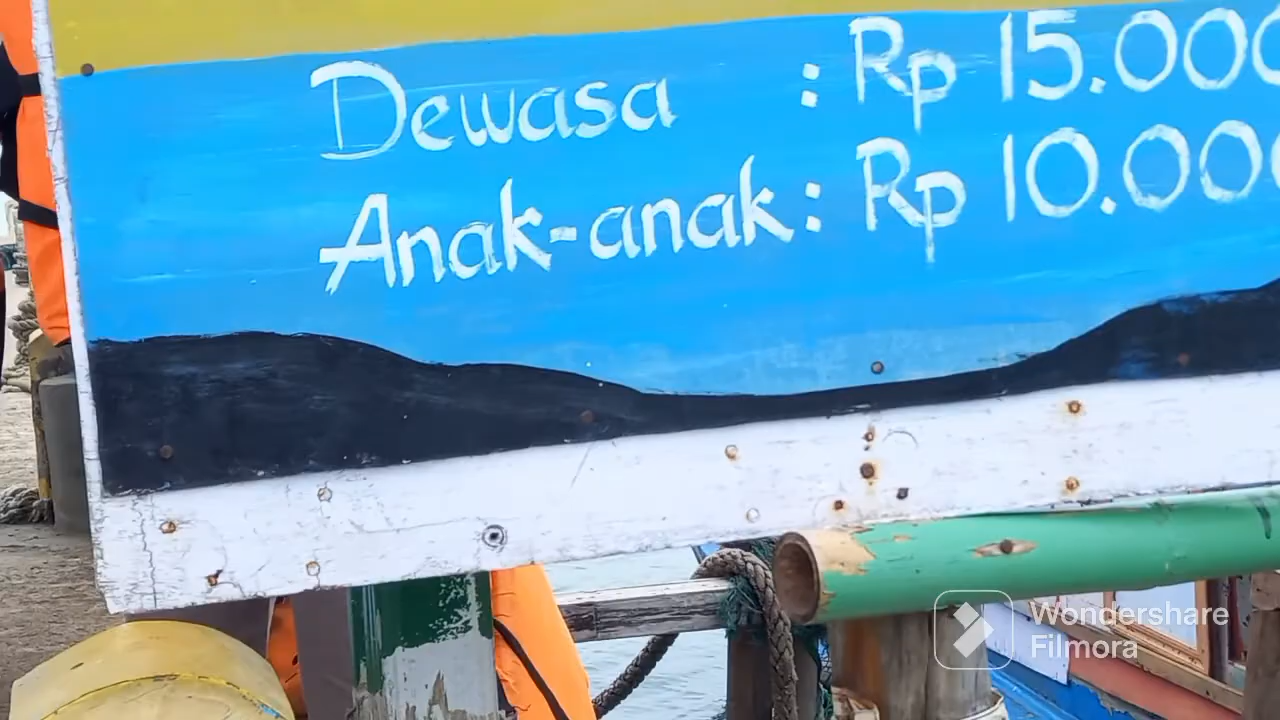 Dewasa : Rp 15.000
Anak-anak : Rp 10.000
Wondershare
Filmora